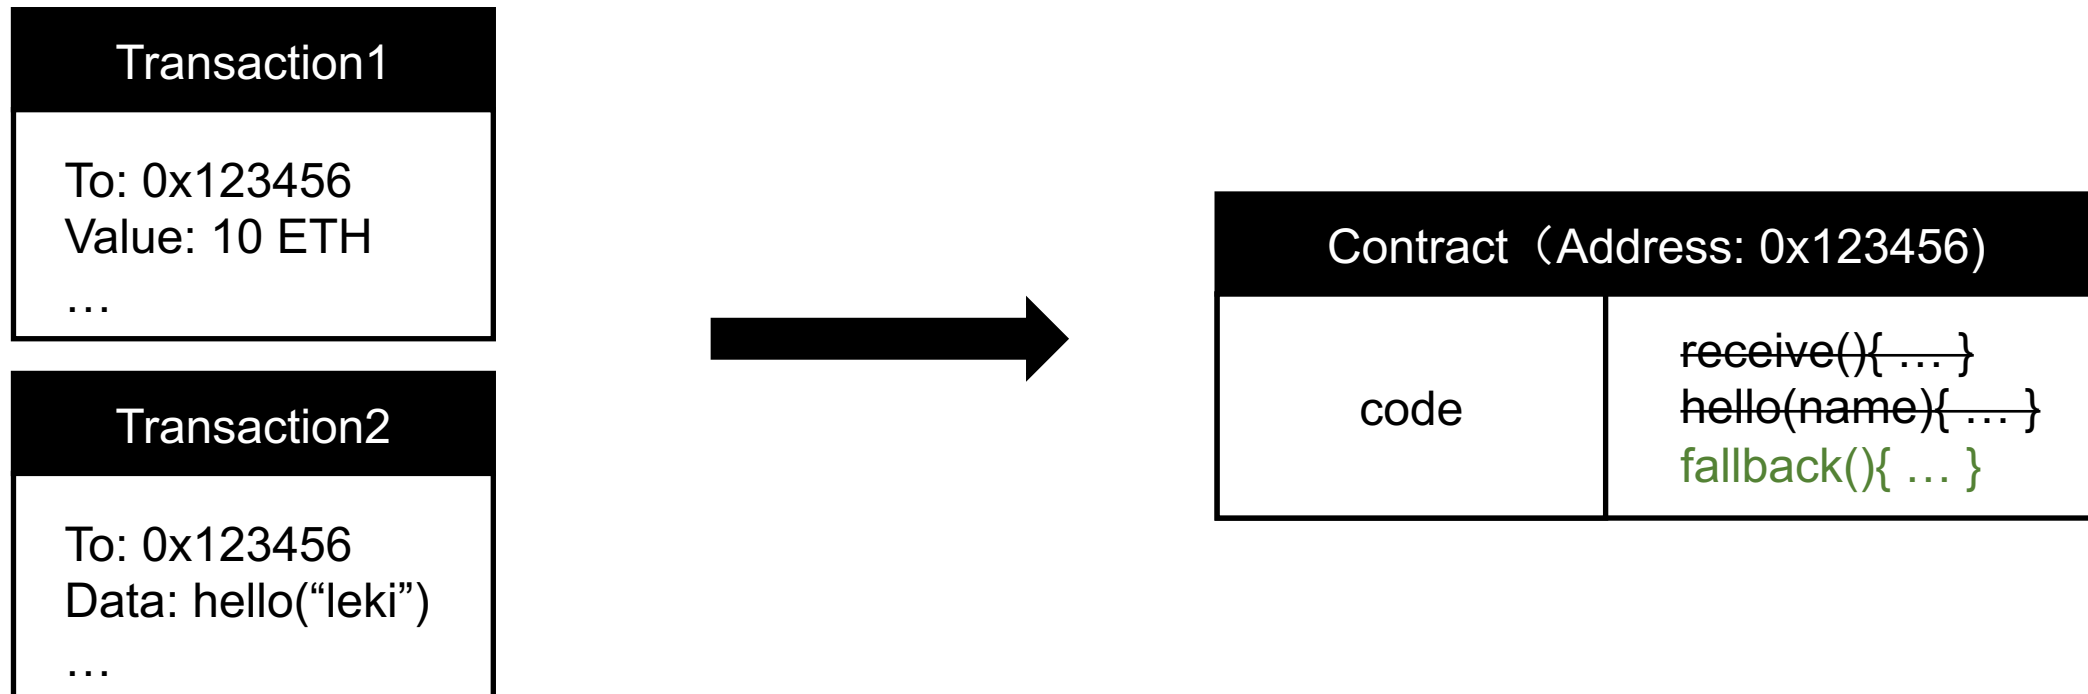 Transaction1
To: 0x123456
Value: 10 ETH
…
Transaction2
To: 0x123456
Data: hello(“leki”)
…
Contract（Address: 0x123456)
code
receive(){ … }
hello(name){ … }
fallback(){ … }